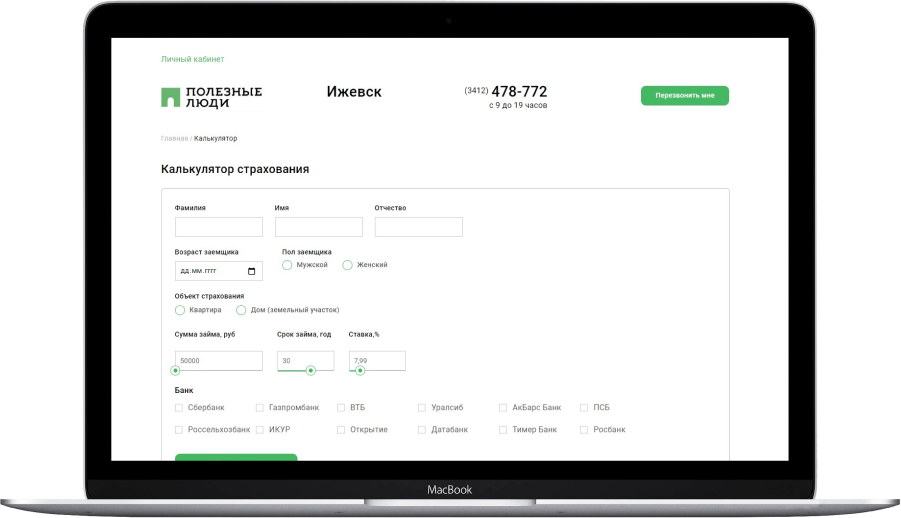 Личный кабинет
ПОЛЕЗНЫЕ
ЛЮДИ
Ижевск
(3412) 478-772
с 9 до 19 часов
Перезвонить мне
Главная / Калькулятор
Калькулятор страхования
Фамилия Имя Отчество
Возраст заемщика Пол заемщика
дд.мм.гггг Мужской Женский
Объект страхования
Квартира Дом (земельный участок)
Сумма займа, руб Срок займа, год Ставка,%
50000 30 7,99
Банк
Сбербанк Газпромбанк ВТБ Уралсиб АкБарс Банк ПСБ
Россельхозбанк ИКУР Открытие Датабанк Тимер Банк Росбанк
MacBook